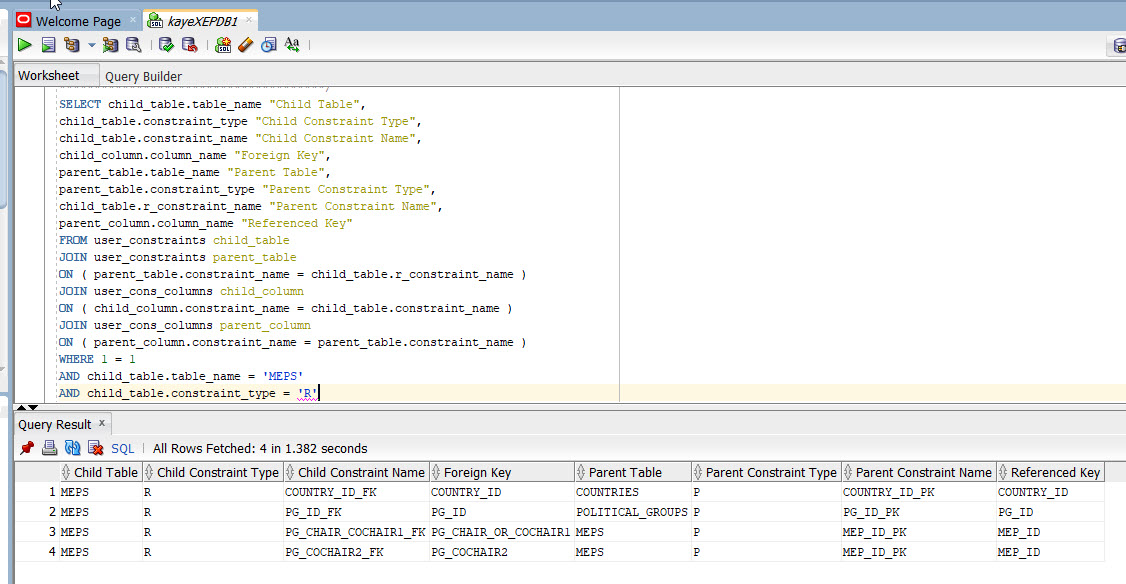 Welcome Page
kayeXEPDB1
Worksheet Query Builder
SELECT child_table.table_name "Child Table",
child_table.constraint_type "Child Constraint Type",
child_table.constraint_name "Child Constraint Name",
child_column.column_name "Foreign Key",
parent_table.table_name "Parent Table",
parent_table.constraint_type "Parent Constraint Type",
child_table.r_constraint_name "Parent Constraint Name",
parent_column.column_name "Referenced Key"
FROM user_constraints child_table
JOIN user_constraints parent_table
ON ( parent_table.constraint_name = child_table.r_constraint_name )
JOIN user_cons_columns child_column
ON ( child_column.constraint_name = child_table.constraint_name )
JOIN user_cons_columns parent_column
ON ( parent_column.constraint_name = parent_table.constraint_name )
WHERE 1 = 1
AND child_table.table_name = 'MEPS'
AND child_table.constraint_type = 'R'
Query Result x
SQL | All Rows Fetched: 4 in 1.382 seconds
Child Table Child Constraint Type Child Constraint Name Foreign Key Parent Table Parent Constraint Type Parent Constraint Name Referenced Key
1 MEPS R COUNTRY_ID_FK COUNTRY_ID COUNTRIES P COUNTRY_ID_PK COUNTRY_ID
2 MEPS R PG_ID_FK PG_ID POLITICAL_GROUPS P PG_ID_PK PG_ID
3 MEPS R PG_CHAIR_COCHAIR1_FK PG_CHAIR_OR_COCHAIR1 MEPS P MEP_ID_PK MEP_ID
4 MEPS R PG_COCHAIR2_FK PG_COCHAIR2 MEPS P MEP_ID_PK MEP_ID